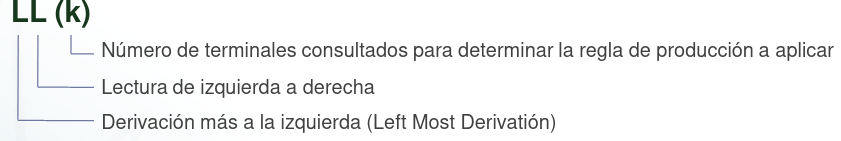 LL (k)
Número de terminales consultados para determinar la regla de producción a aplicar
Lectura de izquierda a derecha
Derivación más a la izquierda (Left Most Derivatión)